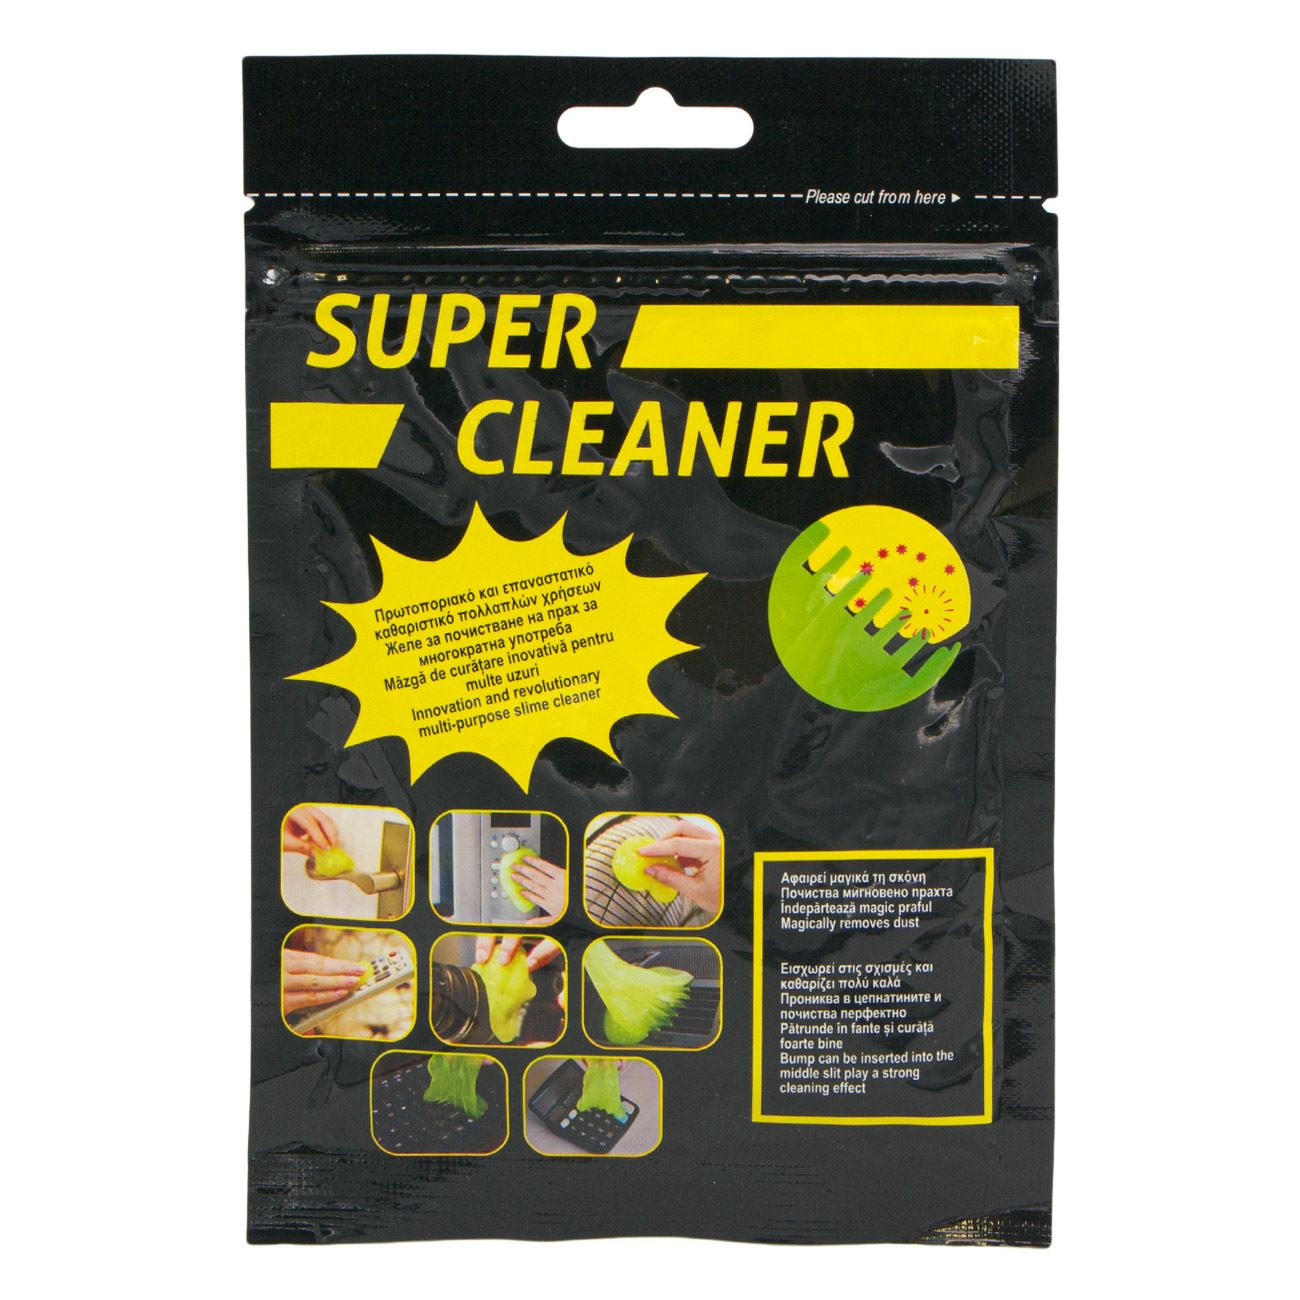 Please cut from here
SUPER
CLEANER
Πρωτοποριακό και επαναστατικό
καθαριστικό πολλαπλών χρήσεων
Желе за почистване на прах за
многократна употреба
Mâzgă de curățare inovativă pentru
multe uzuri
Innovation and revolutionary
multi-purpose slime cleaner
Αφαιρεί μαγικά τη σκόνη
Почиства мигновено прахта
Îndepărtează magic praful
Magically removes dust
Εισχωρεί στις σχισμές και
καθαρίζει πολύ καλά
Прониква в цепнатините и
почиства перфектно
Pătrunde în fante și curăță
foarte bine
Bump can be inserted into the
middle slit play a strong
cleaning effect